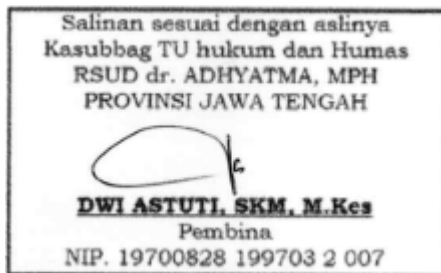 Salinan sesuai dengan aslinya
Kasubbag TU hukum dan Humas
RSUD dr. ADHYATMA, MPH
PROVINSI JAWA TENGAH
DWI ASTUTI, SKM, M.Kes
Pembina
NIP. 19700828 199703 2 007